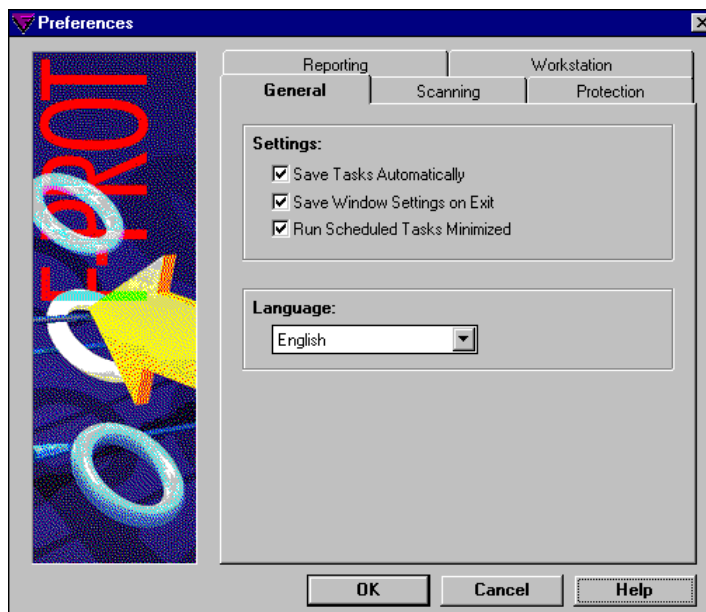 Preferences
F-PROT
Reporting Workstation
General Scanning Protection
Settings:
Save Tasks Automatically
Save Window Settings on Exit
Run Scheduled Tasks Minimized
Language:
English
OK Cancel Help